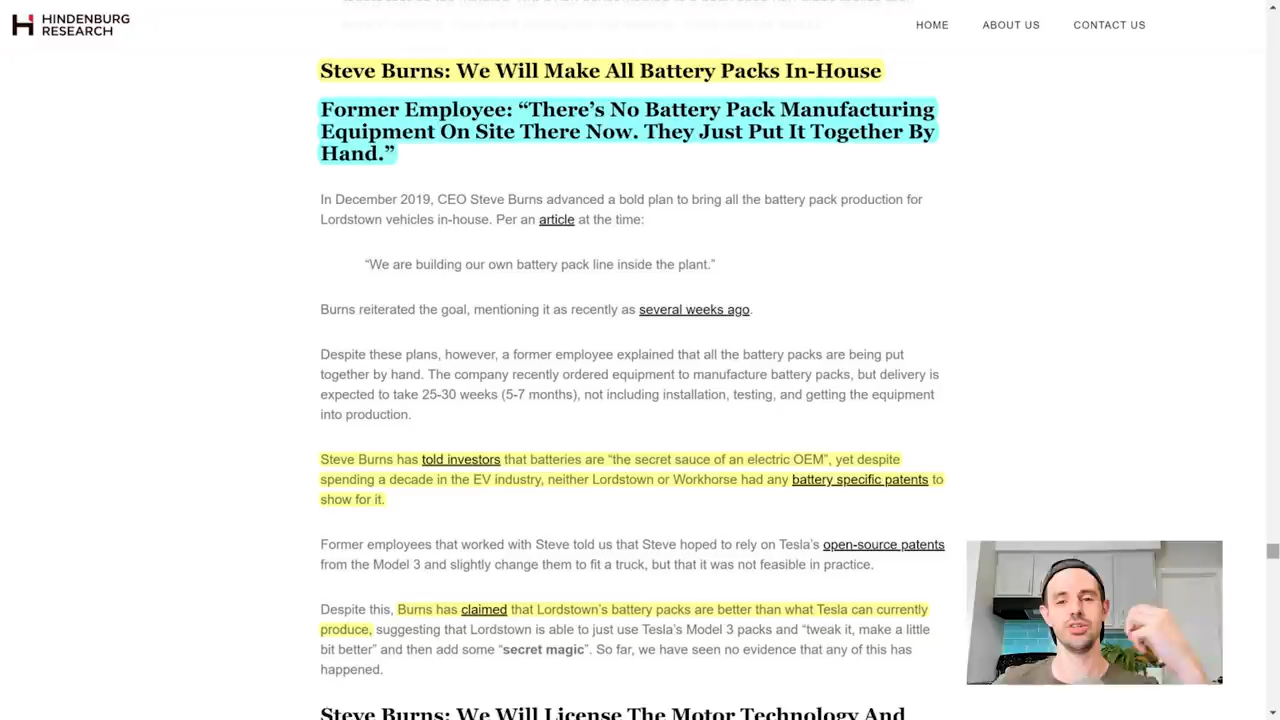 HINDENBURG
RESEARCH
HOME
ABOUT US
CONTACT US
Steve Burns: We Will Make All Battery Packs In-House
Former Employee: “There’s No Battery Pack Manufacturing
Equipment On Site There Now. They Just Put It Together By
Hand.”
In December 2019, CEO Steve Burns advanced a bold plan to bring all the battery pack production for
Lordstown vehicles in-house. Per an article at the time:
“We are building our own battery pack line inside the plant.”
Burns reiterated the goal, mentioning it as recently as several weeks ago.
Despite these plans, however, a former employee explained that all the battery packs are being put
together by hand. The company recently ordered equipment to manufacture battery packs, but delivery is
expected to take 25-30 weeks (5-7 months), not including installation, testing, and getting the equipment
into production.
Steve Burns has told investors that batteries are “the secret sauce of an electric OEM”, yet despite
spending a decade in the EV industry, neither Lordstown or Workhorse had any battery specific patents to
show for it.
Former employees that worked with Steve told us that Steve hoped to rely on Tesla’s open-source patents
from the Model 3 and slightly change them to fit a truck, but that it was not feasible in practice.
Despite this, Burns has claimed that Lordstown’s battery packs are better than what Tesla can currently
produce, suggesting that Lordstown is able to just use Tesla’s Model 3 packs and “tweak it, make a little
bit better” and then add some “secret magic”. So far, we have seen no evidence that any of this has
happened.
Steve Burns: We Will License The Motor Technology And